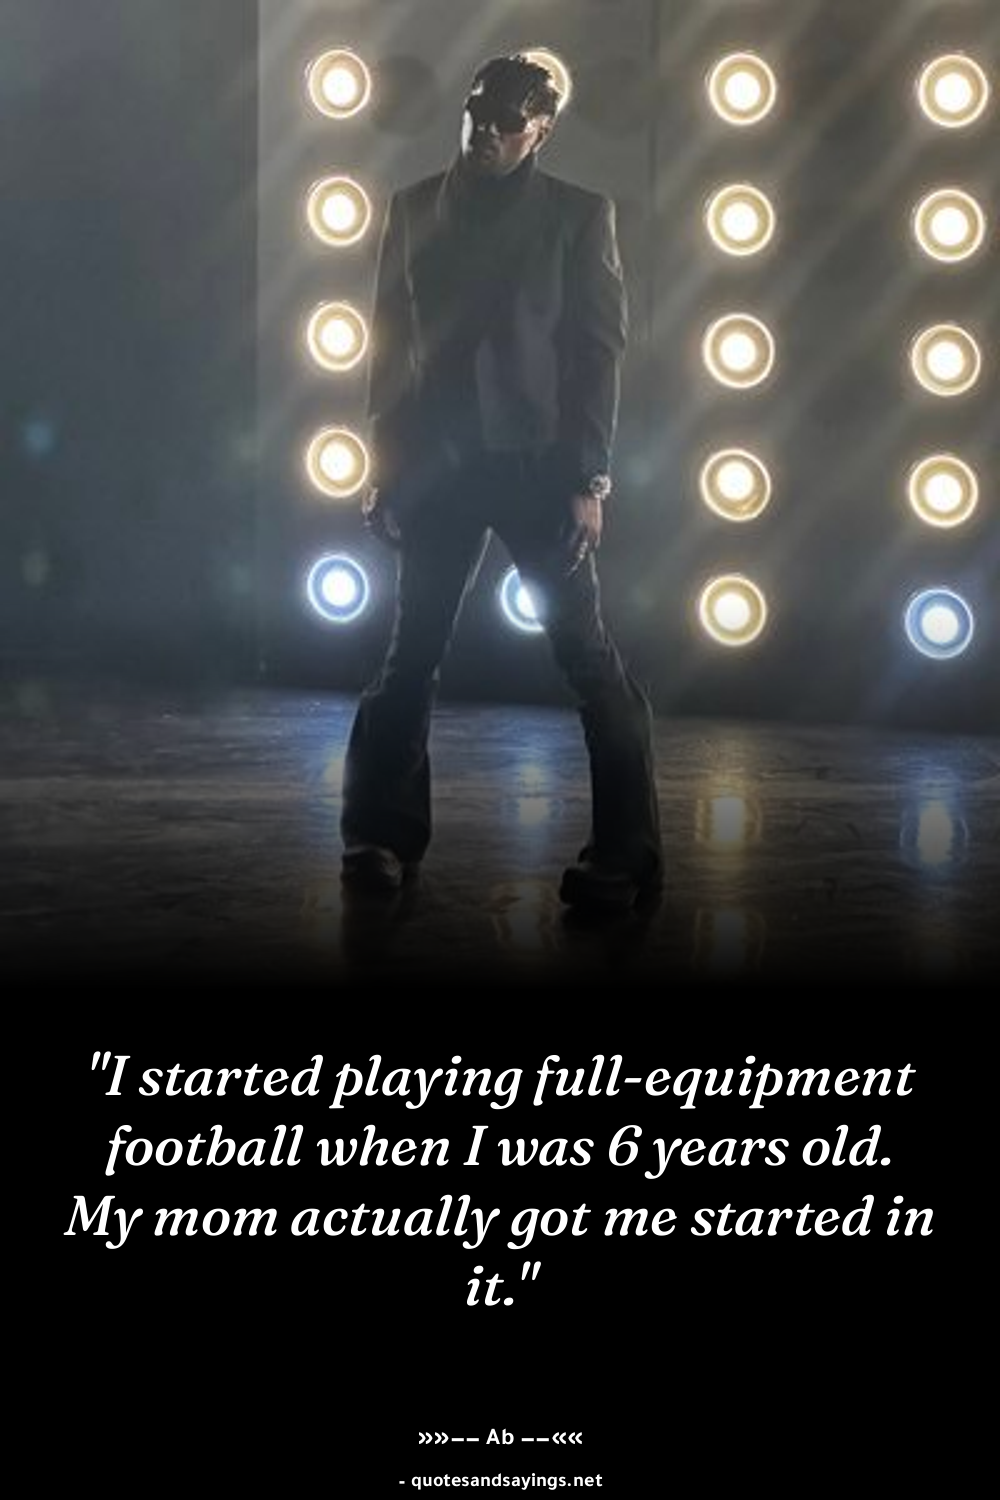 "I started playing full-equipment
football when I was 6 years old.
My mom actually got me started in
it."
»»−− Ab −−««
- quotesandsayings.net